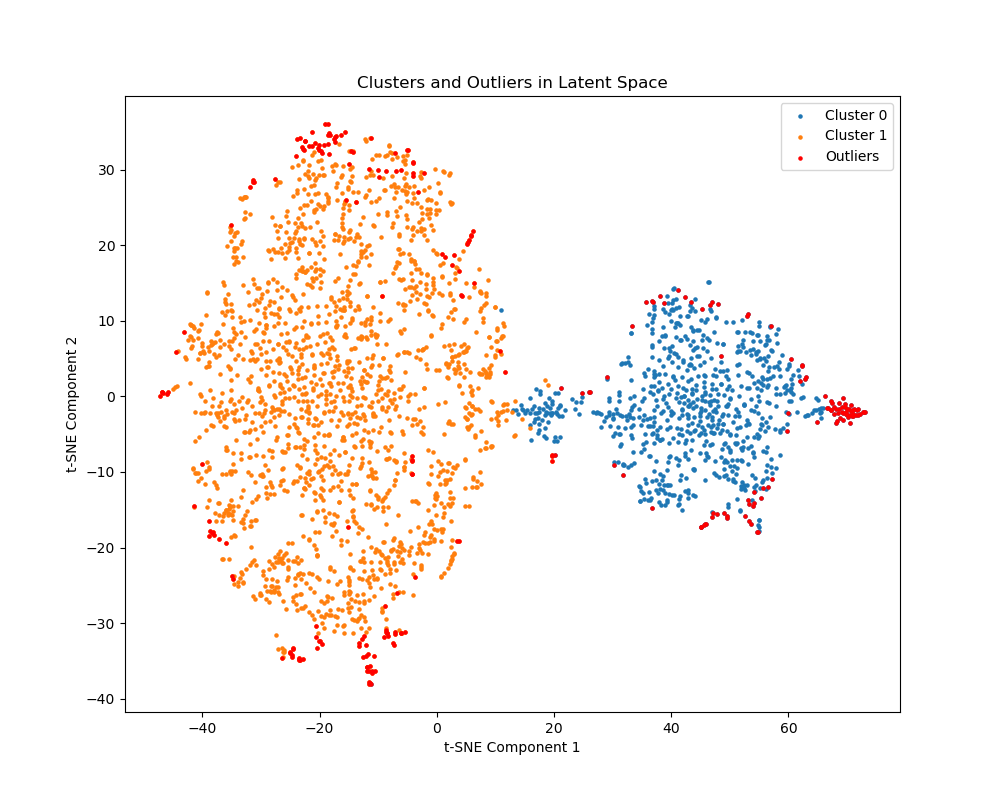 Clusters and Outliers in Latent Space
Cluster 0
Cluster 1
Outliers
30
20
10
0
−10
−20
−30
−40
t-SNE Component 2
−40
−20
0
20
40
60
t-SNE Component 1